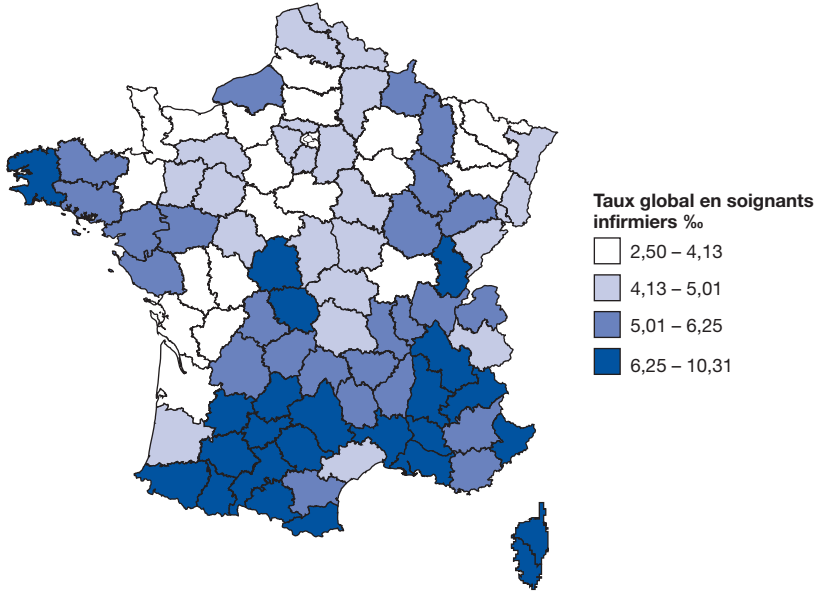 Taux global en soignants
infirmiers ‰
2,50 – 4,13
4,13 – 5,01
5,01 – 6,25
6,25 – 10,31